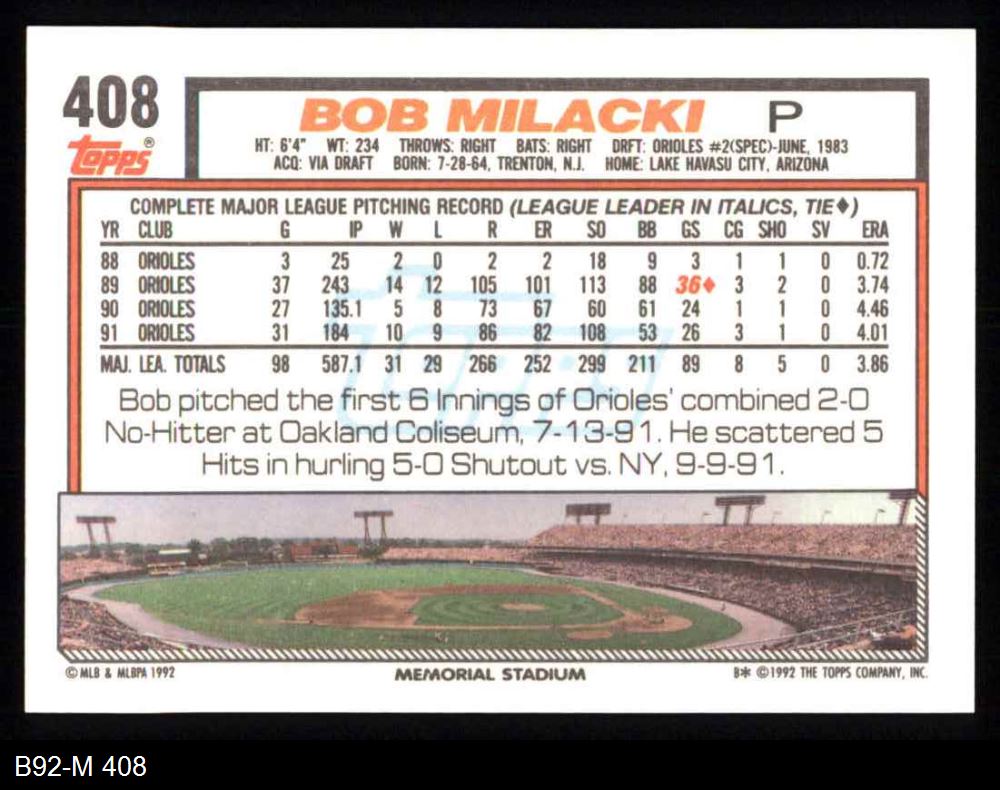 408
Topps®
BOB MILACKI P
HT: 6'4" WT: 234 THROWS: RIGHT BATS: RIGHT DRFT: ORIOLES #2(SPEC)-JUNE, 1983
ACQ: VIA DRAFT BORN: 7-28-64, TRENTON, N.J. HOME: LAKE HAVASU CITY, ARIZONA
COMPLETE MAJOR LEAGUE PITCHING RECORD (LEAGUE LEADER IN ITALICS, TIE♦)
YR CLUB G IP W L R ER SO BB GS CG SHO SV ERA
88 ORIOLES 3 25 2 0 2 2 18 9 3 1 1 0 0.72
89 ORIOLES 37 243 14 12 105 101 113 88 36♦ 3 2 0 3.74
90 ORIOLES 27 135.1 5 8 73 67 60 61 24 1 1 0 4.46
91 ORIOLES 31 184 10 9 86 82 108 53 26 3 1 0 4.01
MAJ. LEA. TOTALS 98 587.1 31 29 266 252 299 211 89 8 5 0 3.86
Topps
Bob pitched the first 6 Innings of Orioles' combined 2-0
No-Hitter at Oakland Coliseum, 7-13-91. He scattered 5
Hits in hurling 5-0 Shutout vs. NY, 9-9-91.
© MLB & MLBPA 1992 MEMORIAL STADIUM B* © 1992 THE TOPPS COMPANY, INC.
B92-M 408